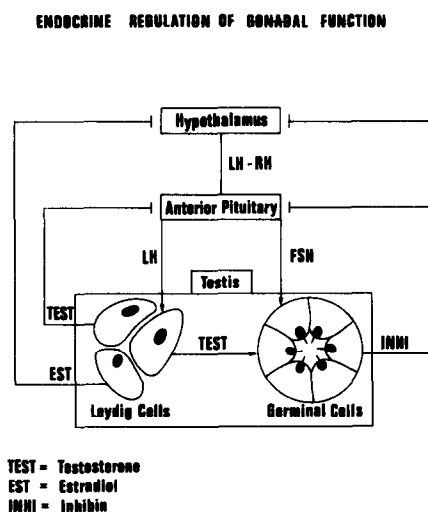 ENDOCRINE REGULATION OF GONADAL FUNCTION
Hypothalamus
LH - RH
Anterior Pituitary
LH
FSH
Testis
TEST
TEST
INHI
EST
Leydig Cells
Germinal Cells
TEST = Testosterone
EST = Estradiol
INHI = Inhibin